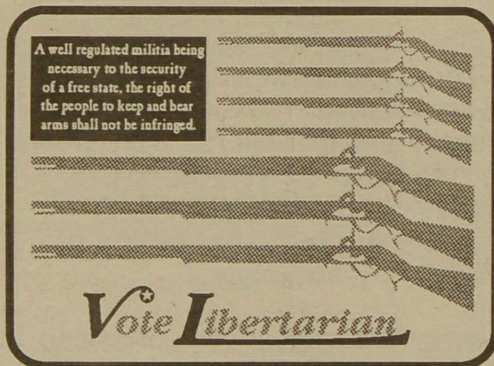 A well regulated militia being
necessary to the security
of a free state, the right of
the people to keep and bear
arms shall not be infringed.
Vote Libertarian